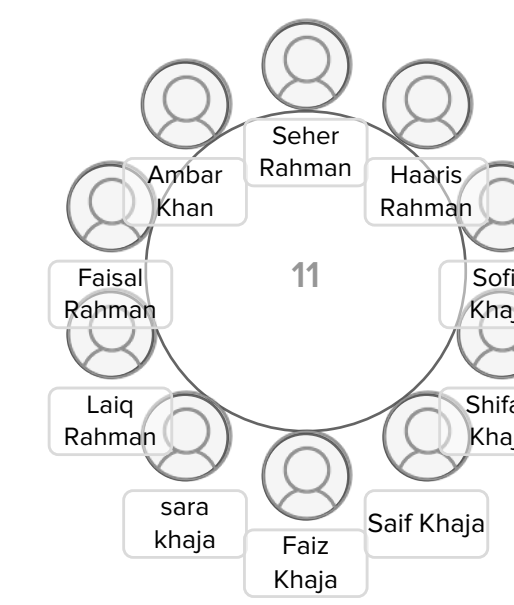 Seher
Rahman
Ambar
Khan
Haaris
Rahman
11
Faisal
Rahman
Laiq
Rahman
sara
khaja
Saif Khaja
Faiz
Khaja